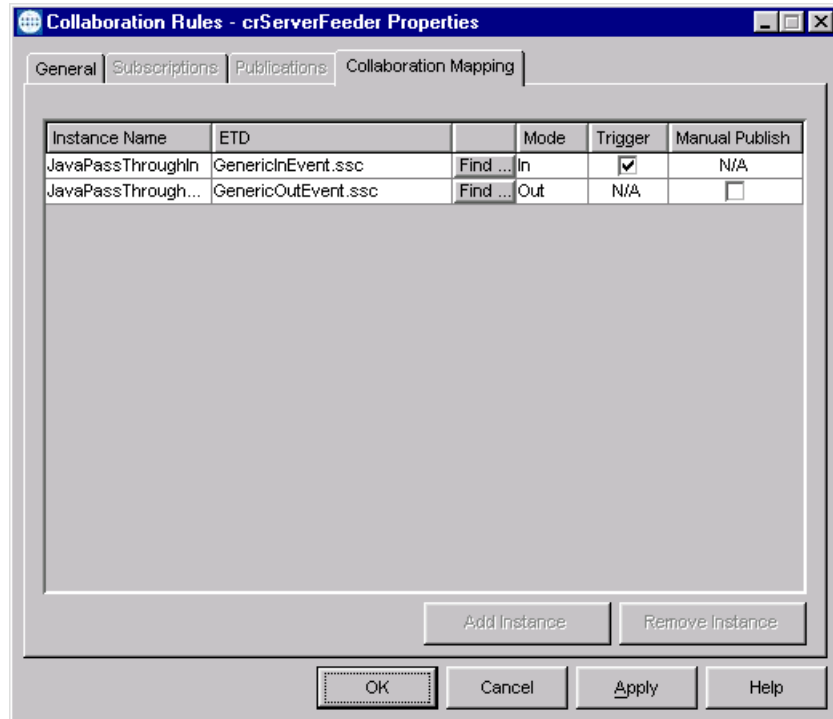 Collaboration Rules - crServerFeeder Properties
General Subscriptions Publications Collaboration Mapping
Instance Name ETD Mode Trigger Manual Publish
JavaPassThroughIn GenericInEvent.ssc Find ... In N/A
JavaPassThrough... GenericOutEvent.ssc Find ... Out N/A
Add Instance Remove Instance
OK Cancel Apply Help